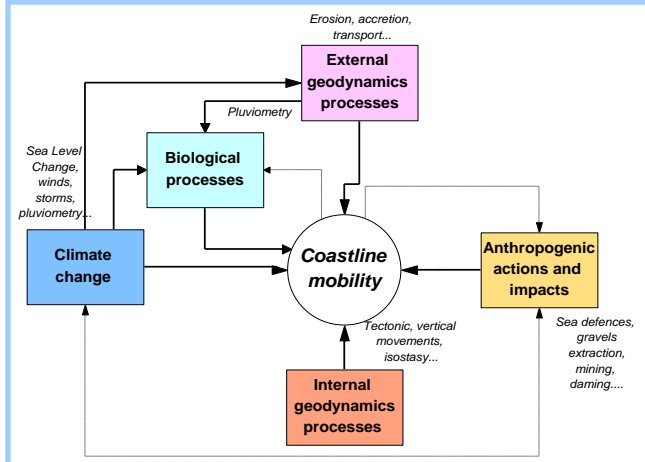 Erosion, accretion,
transport...
External
geodynamics
processes
Pluviometry
Biological
processes
Sea Level
Change,
winds,
storms,
pluviometry...
Climate
change
Coastline
mobility
Anthropogenic
actions and
impacts
Tectonic, vertical
movements,
isostasy...
Sea defences,
gravels
extraction,
mining,
daming....
Internal
geodynamics
processes